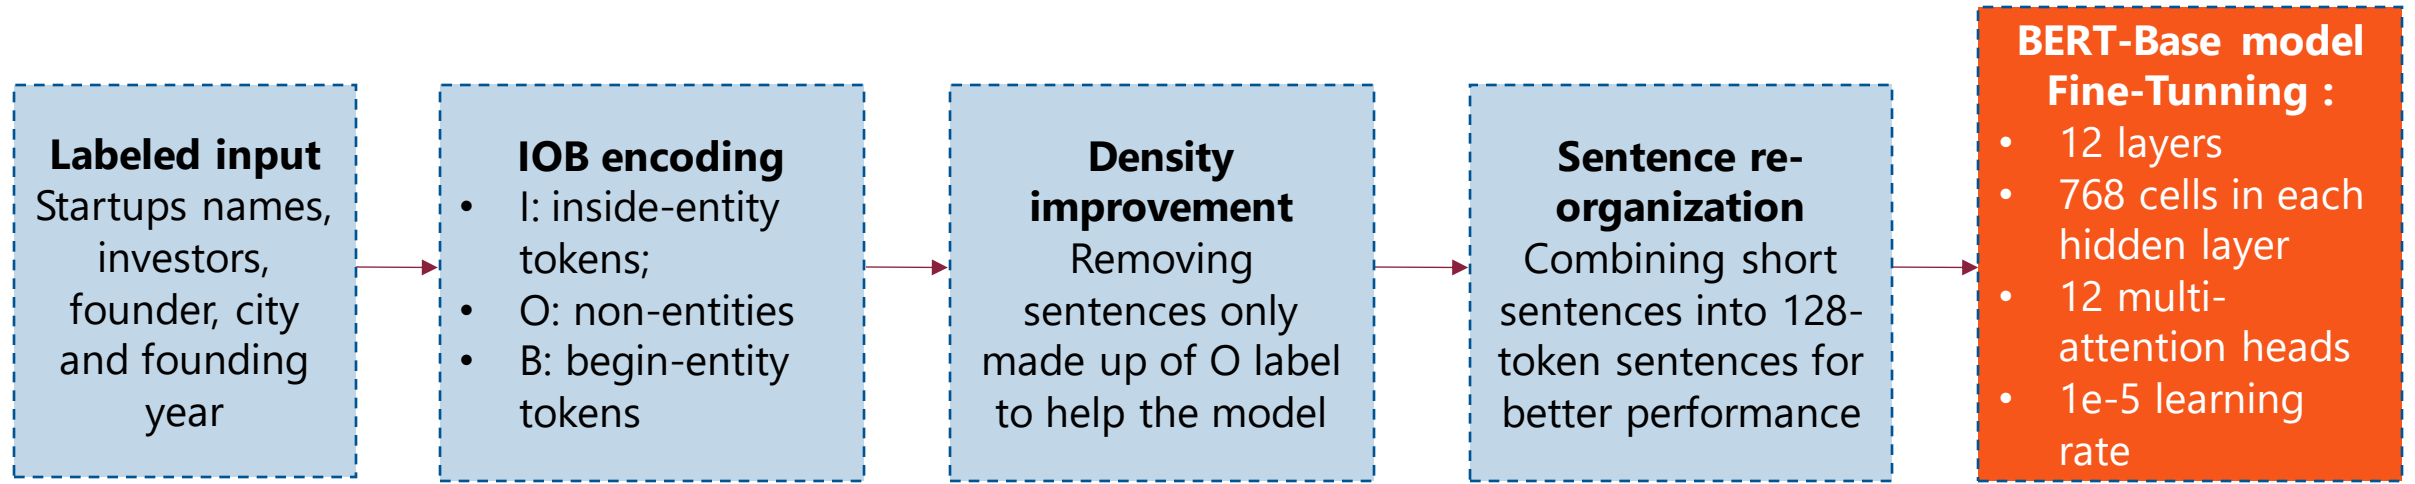 Labeled input
Startups names,
investors,
founder, city
and founding
year
IOB encoding
• I: inside-entity
tokens;
• O: non-entities
• B: begin-entity
tokens
Density
improvement
Removing
sentences only
made up of O label
to help the model
Sentence re-
organization
Combining short
sentences into 128-
token sentences for
better performance
BERT-Base model
Fine-Tunning :
• 12 layers
• 768 cells in each
hidden layer
• 12 multi-
attention heads
• 1e-5 learning
rate